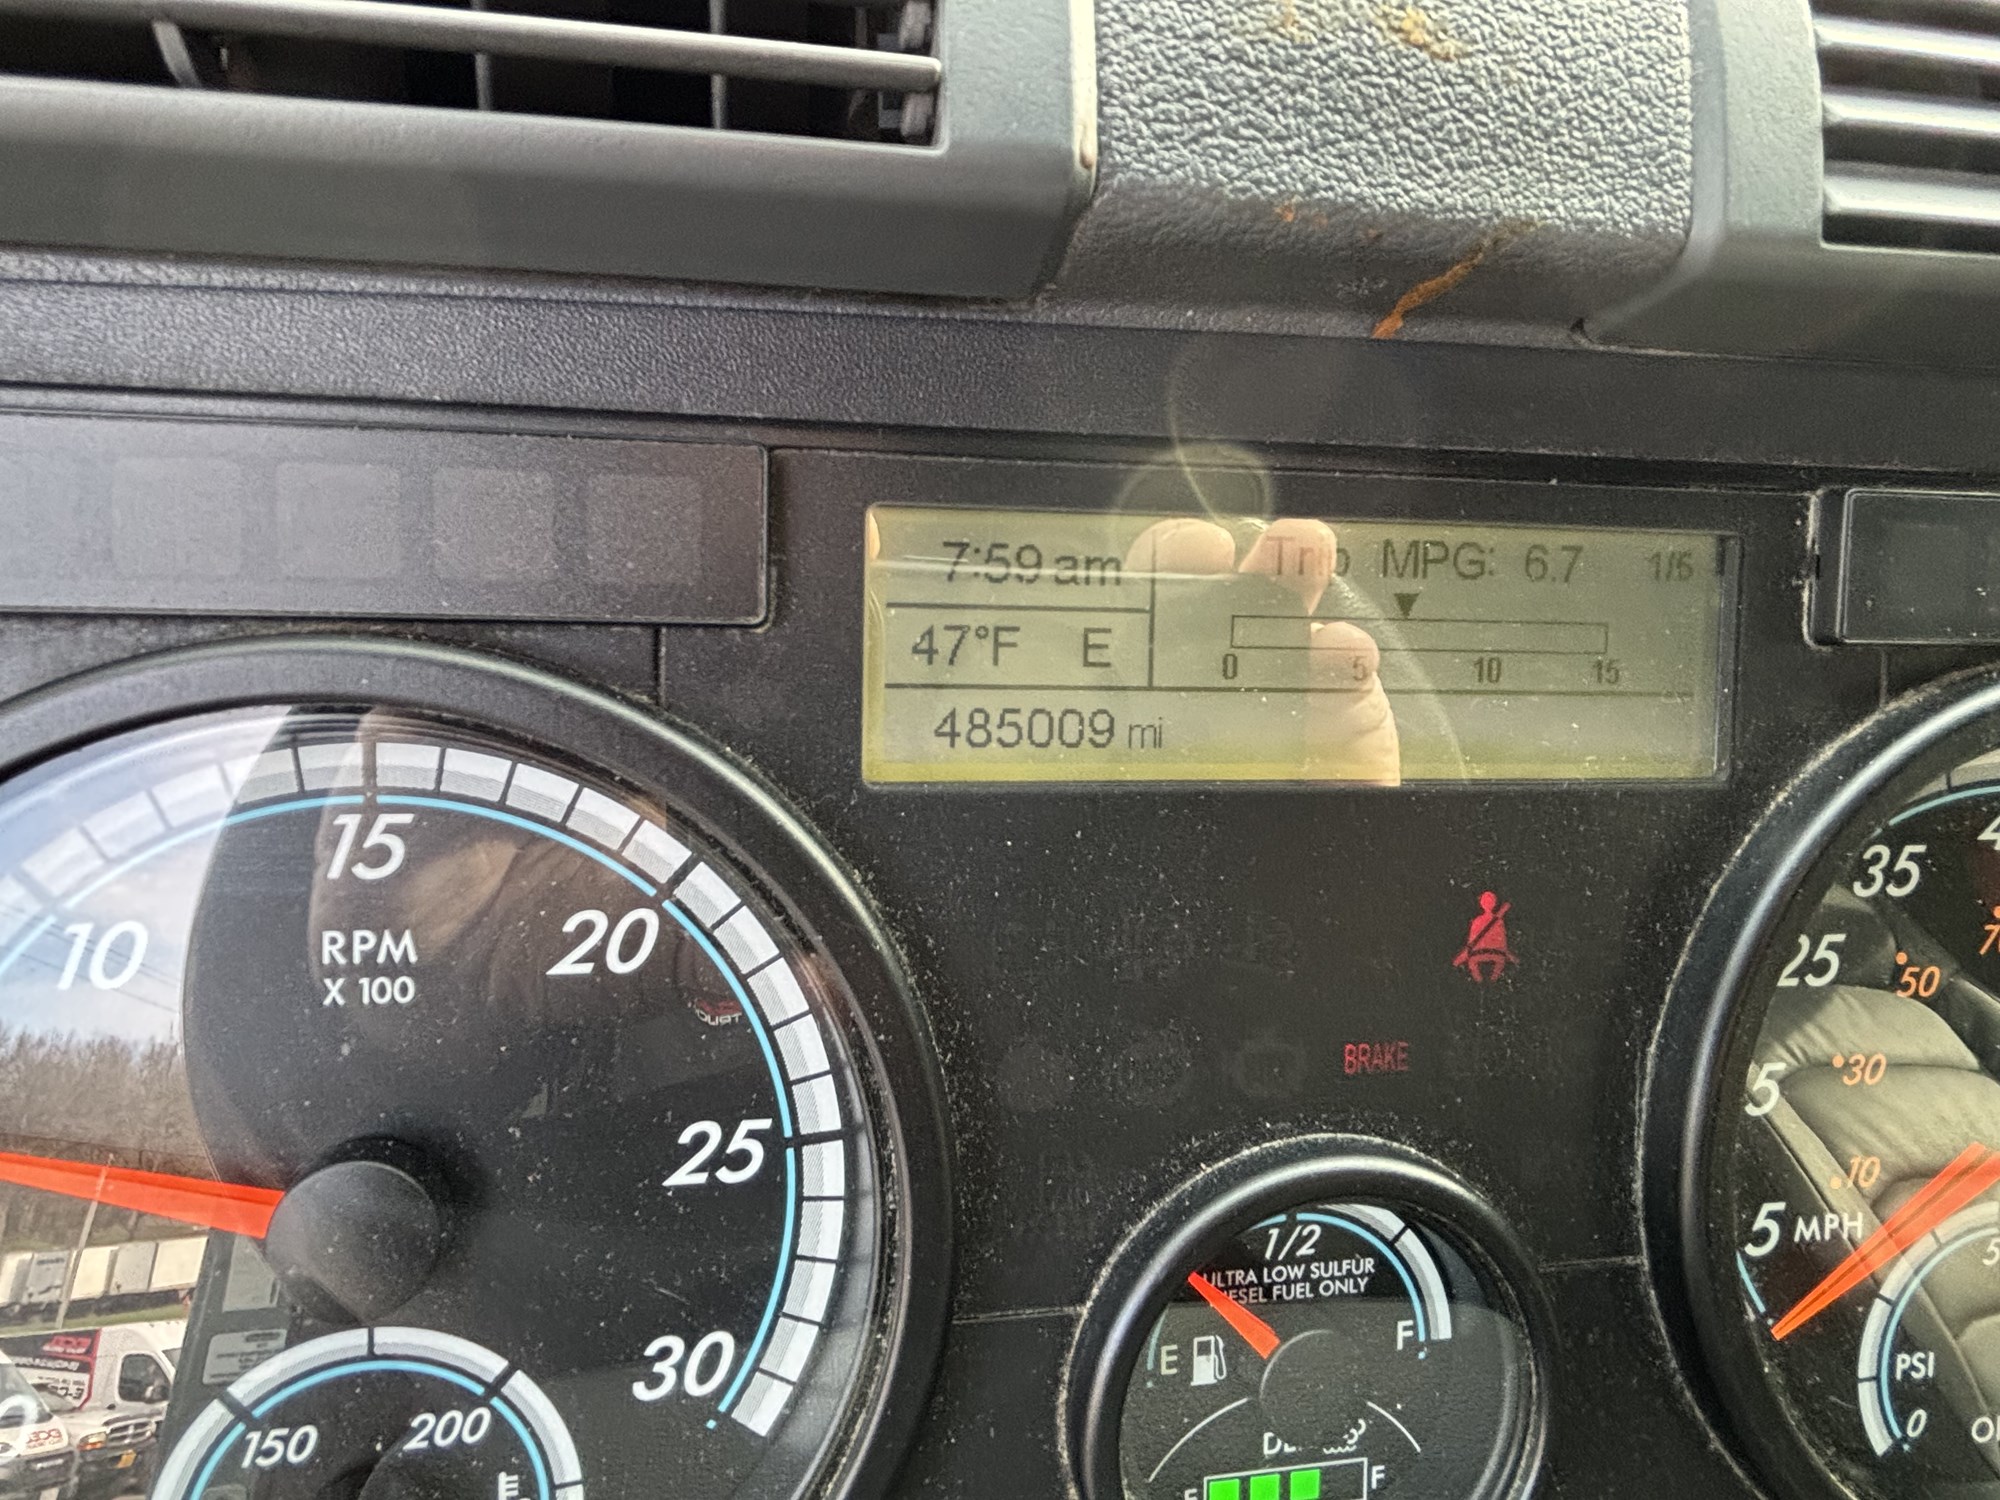 7:59 am
Trip MPG: 6.7 1/6
47°F E
0 5 10 15
485009 mi
10 15 20 25 30
RPM
X 100
150 200
BRAKE
1/2
ULTRA LOW SULFUR
DIESEL FUEL ONLY
E F
F
35
25
50
30
10
5 MPH
PSI
0